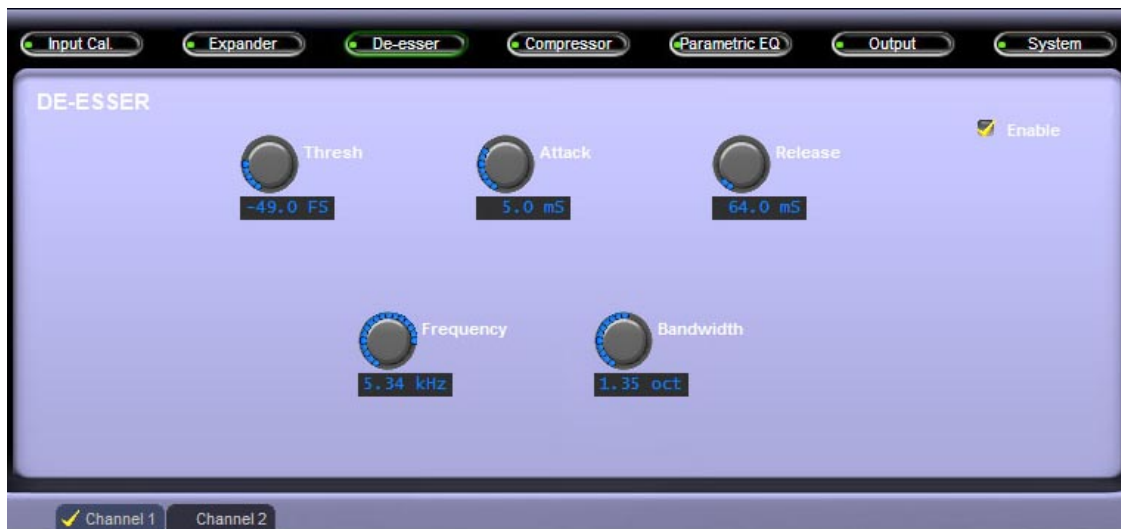 Input Cal. Expander De-esser Compressor Parametric EQ Output System
DE-ESSER
Enable
Thresh Attack Release
-49.0 FS 5.0 mS 64.0 mS
Frequency Bandwidth
5.34 kHz 1.35 oct
Channel 1 Channel 2